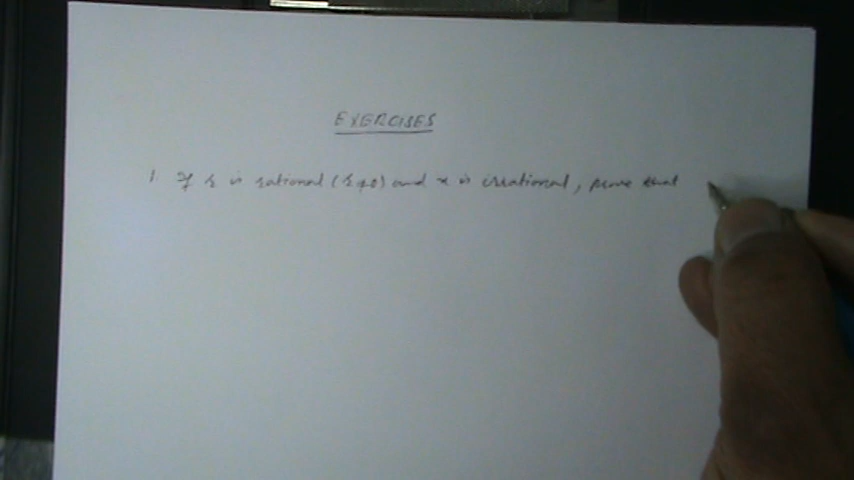 EXERCISES
1 If r is rational (r≠0) and x is irrational, prove that